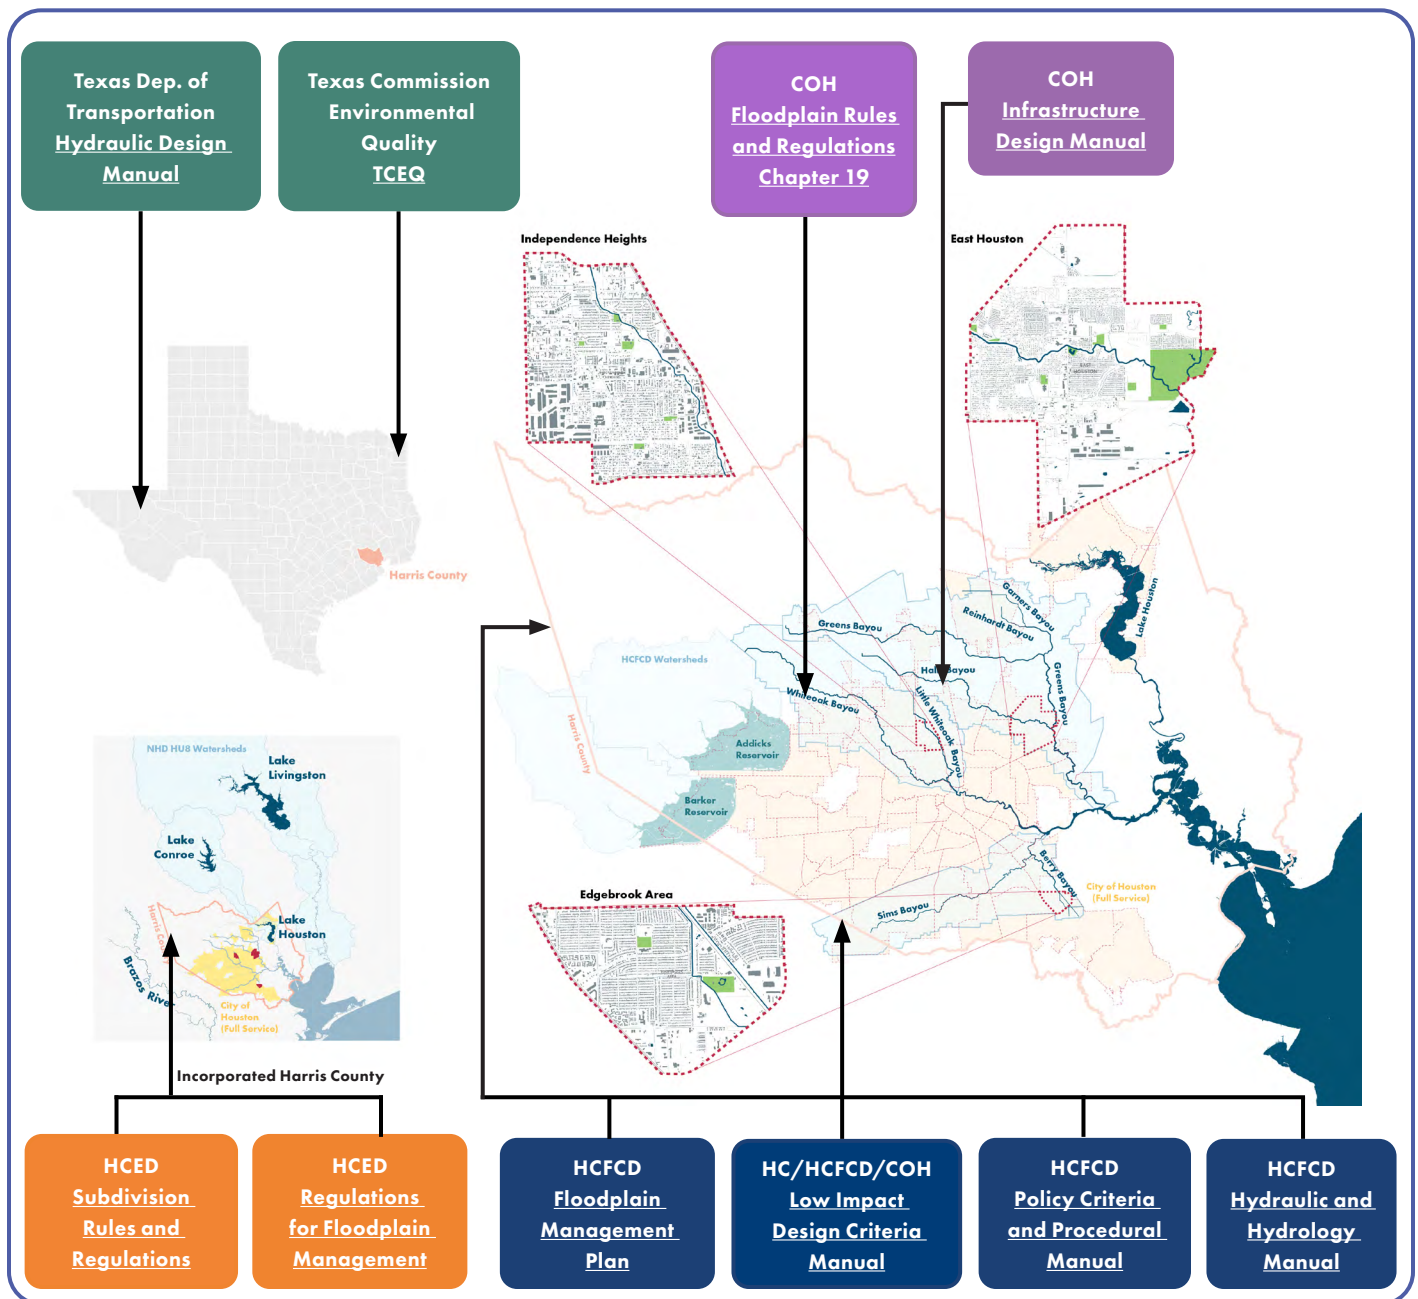 Texas Dep. of
Transportation
Hydraulic Design
Manual
Texas Commission
Environmental
Quality
TCEQ
COH
Floodplain Rules
and Regulations
Chapter 19
COH
Infrastructure
Design Manual
Independence Heights
East Houston
EAST
HOUSTON
Harris County
Garners Bayou
Reinhardt Bayou
Greens Bayou
Lake Houston
HCFCD Watersheds
Halls Bayou
Greens Bayou
Whiteoak Bayou
Little Whiteoak Bayou
Harris County
Addicks
Reservoir
Barker
Reservoir
NHD HU8 Watersheds
Lake
Livingston
Lake
Conroe
Harris County
Lake
Houston
Brazos River
City of
Houston
(Full Service)
Berry Bayou
City of Houston
(Full Service)
Sims Bayou
Edgebrook Area
Incorporated Harris County
HCED
Subdivision
Rules and
Regulations
HCED
Regulations
for Floodplain
Management
HCFCD
Floodplain
Management
Plan
HC/HCFCD/COH
Low Impact
Design Criteria
Manual
HCFCD
Policy Criteria
and Procedural
Manual
HCFCD
Hydraulic and
Hydrology
Manual